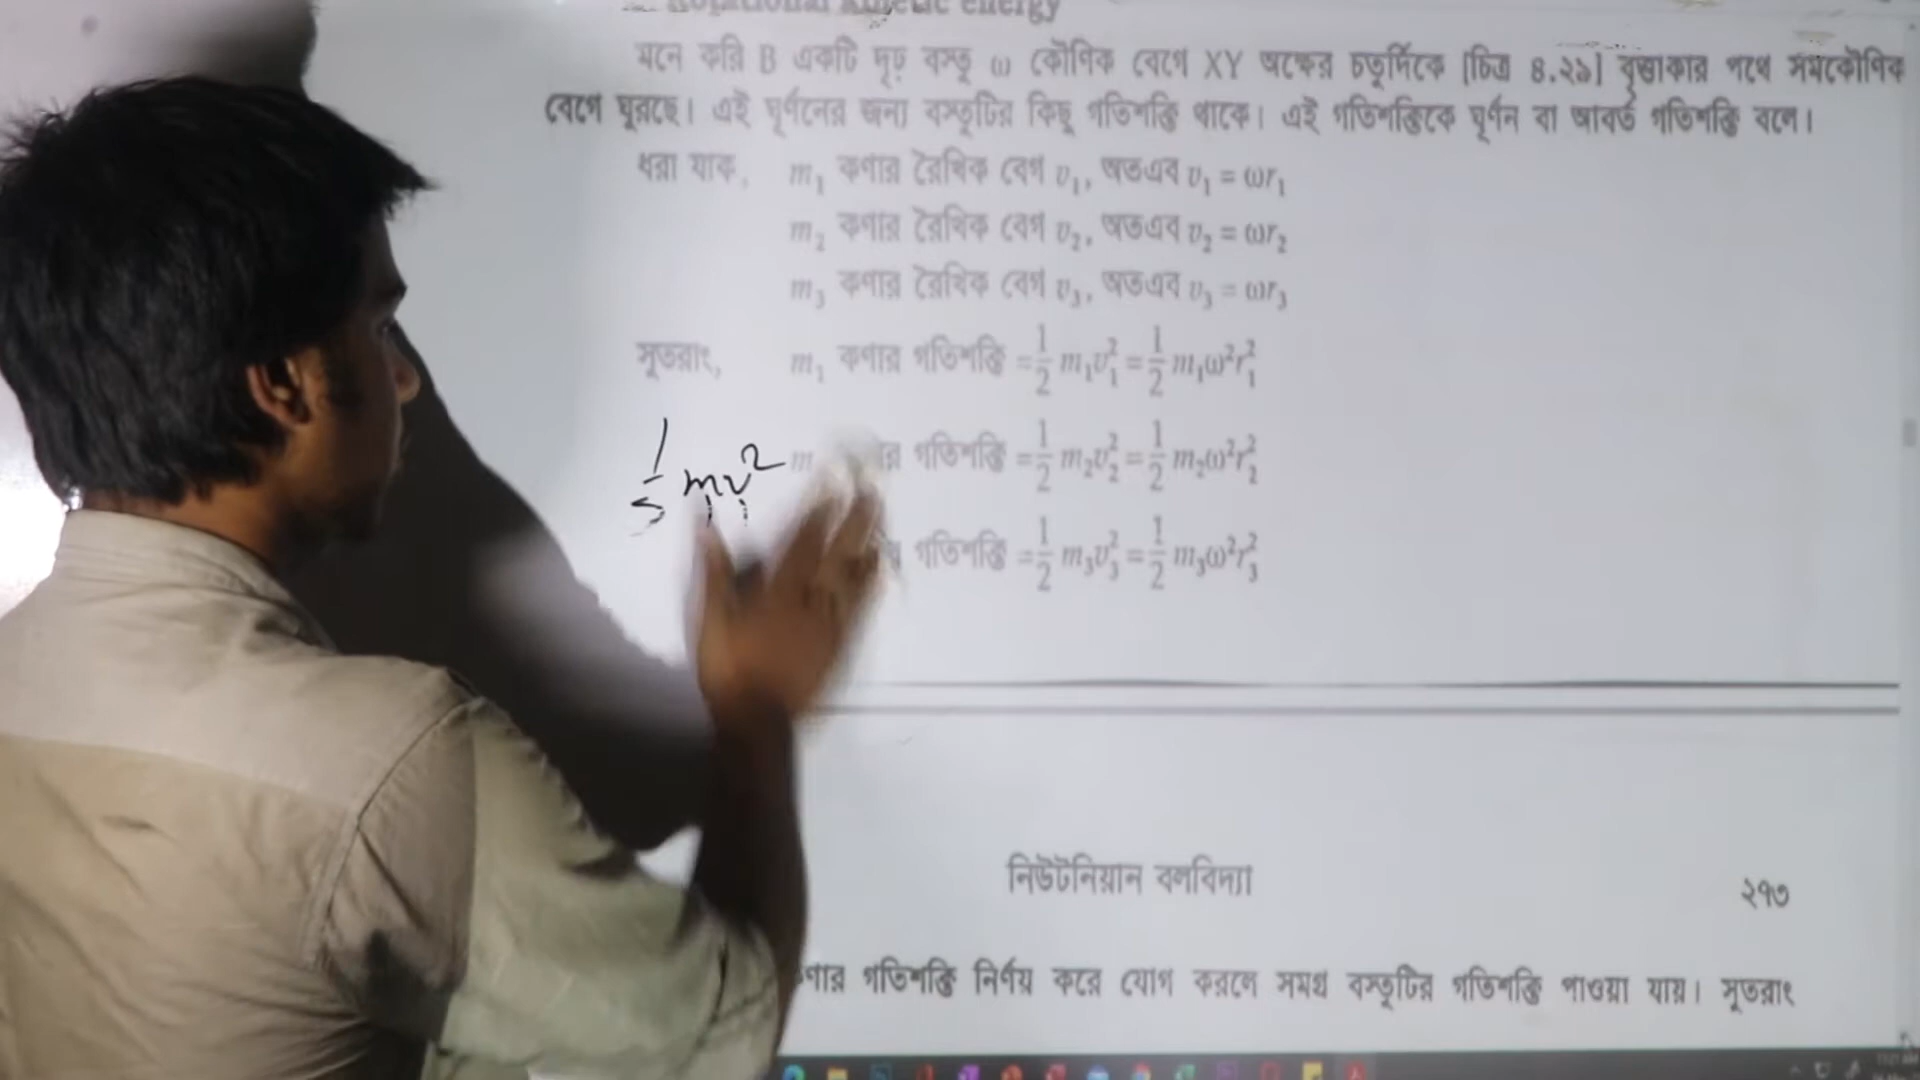 Rotational Kinetic energy
মনে করি B একটি দৃঢ় বস্তু ω কৌণিক বেগে XY অক্ষের চতুর্দিকে [চিত্র ৪.২৯] বৃত্তাকার পথে সমকৌণিক
বেগে ঘুরছে। এই ঘূর্ণনের জন্য বস্তুটির কিছু গতিশক্তি থাকে। এই গতিশক্তিকে ঘূর্ণন বা আবর্ত গতিশক্তি বলে।
ধরা যাক, m₁ কণার রৈখিক বেগ v₁, অতএব v₁ = ωr₁
m₂ কণার রৈখিক বেগ v₂, অতএব v₂ = ωr₂
m₃ কণার রৈখিক বেগ v₃, অতএব v₃ = ωr₃
সুতরাং, m₁ কণার গতিশক্তি = 1/2 m₁v₁² = 1/2 m₁ω²r₁²
গতিশক্তি = 1/2 m₂v₂² = 1/2 m₂ω²r₂²
গতিশক্তি = 1/2 m₃v₃² = 1/2 m₃ω²r₃²
mv²
নিউটনিয়ান বলবিদ্যা ২৭৩
গতিশক্তি নির্ণয় করে যোগ করলে সমগ্র বস্তুটির গতিশক্তি পাওয়া যায়। সুতরাং